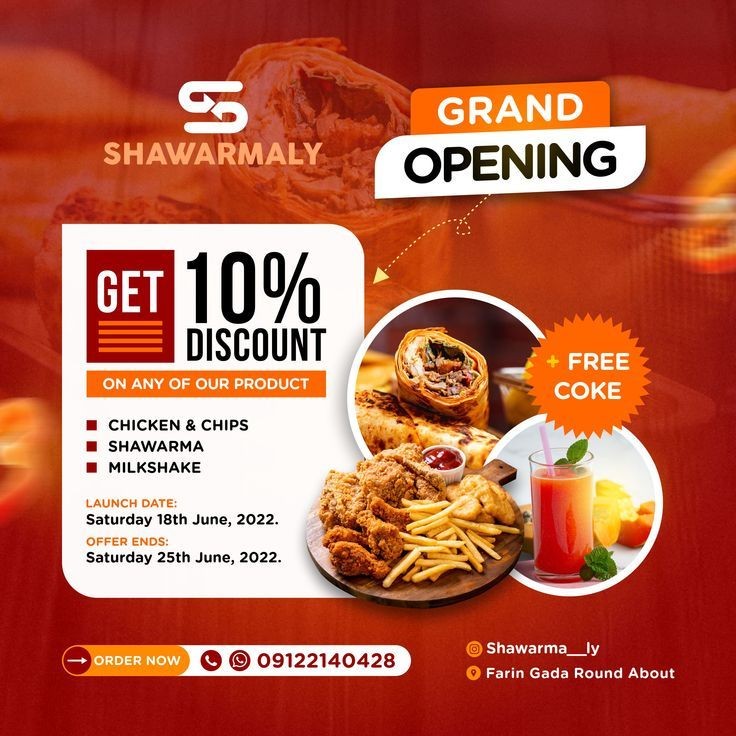 SHAWARMALY
GRAND
OPENING
GET
10%
DISCOUNT
ON ANY OF OUR PRODUCT
CHICKEN & CHIPS
SHAWARMA
MILKSHAKE
LAUNCH DATE:
Saturday 18th June, 2022.
OFFER ENDS:
Saturday 25th June, 2022.
+ FREE
COKE
ORDER NOW
09122140428
Shawarma__ly
Farin Gada Round About